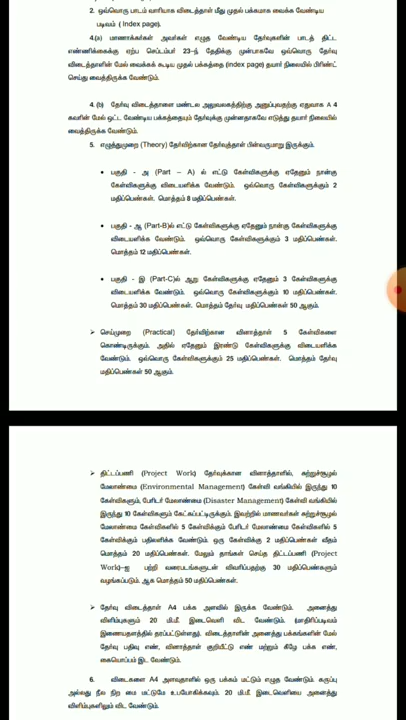 2. ஒவ்வொரு பாடம் வாரியாக விடைத்தாள் மீது முதல் பக்கமாக வைக்க வேண்டிய
படிவம் ( Index page).
4.(a) மாணாக்கர்கள் அவர்கள் எழுத வேண்டிய தேர்வுகளின் பாடத் திட்ட
எண்ணிக்கைக்கு ஏற்ப செப்டம்பர் 23-ந் தேதிக்கு முன்பாகவே ஒவ்வொரு தேர்வு
விடைத்தாளின் மேல் வைக்கக் கூடிய முதல் பக்கத்தை (index page) தயார் நிலையில் பிரிண்ட்
செய்து வைத்திருக்க வேண்டும்.
4. (b) தேர்வு விடைத்தாளை மண்டல அலுவலகத்திற்கு அனுப்புவதற்கு ஏதுவாக A 4
கவரின் மேல் ஒட்ட வேண்டிய பக்கத்தையும் தேர்வுக்கு முன்னதாகவே எடுத்து தயார் நிலையில்
வைத்திருக்க வேண்டும்.
5. எழுத்துமுறை (Theory) தேர்விற்கான தேர்வுத்தாள் பின்வருமாறு இருக்கும்.
• பகுதி - அ (Part – A) ல் எட்டு கேள்விகளுக்கு ஏதேனும் நான்கு
கேள்விகளுக்கு விடையளிக்க வேண்டும். ஒவ்வொரு கேள்விகளுக்கும் 2
மதிப்பெண்கள். மொத்தம் 8 மதிப்பெண்கள்.
• பகுதி - ஆ (Part-B)ல் எட்டு கேள்விகளுக்கு ஏதேனும் நான்கு கேள்விகளுக்கு
விடையளிக்க வேண்டும். ஒவ்வொரு கேள்விகளுக்கும் 3 மதிப்பெண்கள்.
மொத்தம் 12 மதிப்பெண்கள்.
• பகுதி - இ (Part-C)ல் ஆறு கேள்விகளுக்கு ஏதேனும் 3 கேள்விகளுக்கு
விடையளிக்க வேண்டும். ஒவ்வொரு கேள்விகளுக்கும் 10 மதிப்பெண்கள்.
மொத்தம் 30 மதிப்பெண்கள். மொத்தம் தேர்வு மதிப்பெண்கள் 50 ஆகும்.
➢ செய்முறை (Practical) தேர்விற்கான வினாத்தாள் 5 கேள்விகளை
கொண்டிருக்கும். அதில் ஏதேனும் இரண்டு கேள்விகளுக்கு விடையளிக்க
வேண்டும். ஒவ்வொரு கேள்விகளுக்கும் 25 மதிப்பெண்கள். மொத்தம் தேர்வு
மதிப்பெண்கள் 50 ஆகும்.
➢ திட்டப்பணி (Project Work) தேர்வுக்கான வினாத்தாளில், சுற்றுச்சூழல்
மேலாண்மை (Environmental Management) கேள்வி வங்கியில் இருந்து 10
கேள்விகளும், பேரிடர் மேலாண்மை (Disaster Management) கேள்வி வங்கியில்
இருந்து 10 கேள்விகளும் கேட்கப்பட்டிருக்கும். இவற்றில் மாணவர்கள் சுற்றுச்சூழல்
மேலாண்மை கேள்விகளில் 5 கேள்விக்கும் பேரிடர் மேலாண்மை கேள்விகளில் 5
கேள்விக்கும் பதிலளிக்க வேண்டும். ஒரு கேள்விக்கு 2 மதிப்பெண்கள் வீதம்
மொத்தம் 20 மதிப்பெண்கள். மேலும் தாங்கள் செய்த திட்டப்பணி (Project
Work)-ஐ பற்றி வரைபடங்களுடன் விவரிப்பதற்கு 30 மதிப்பெண்களும்
வழங்கப்படும். ஆக மொத்தம் 50 மதிப்பெண்கள்.
➢ தேர்வு விடைத்தாள் A4 பக்க அளவில் இருக்க வேண்டும். அனைத்து
விளிம்புகளும் 20 மி.மீ. இடைவெளி விட வேண்டும். (மாதிரிப்படிவம்
இணையதளத்தில் தரப்பட்டுள்ளது). விடைத்தாளின் அனைத்து பக்கங்களின் மேல்
தேர்வு பதிவு எண், வினாத்தாள் குறியீட்டு எண் மற்றும் கீழே பக்க எண்,
கையொப்பம் இட வேண்டும்.
6. விடைகளை A4 அளவுதாளில் ஒரு பக்கம் மட்டும் எழுத வேண்டும். கருப்பு
அல்லது நீல நிற மை மட்டுமே உபயோகிக்கவும். 20 மி.மீ. இடைவெளியை அனைத்து
விளிம்புகளிலும் விட வேண்டும்.